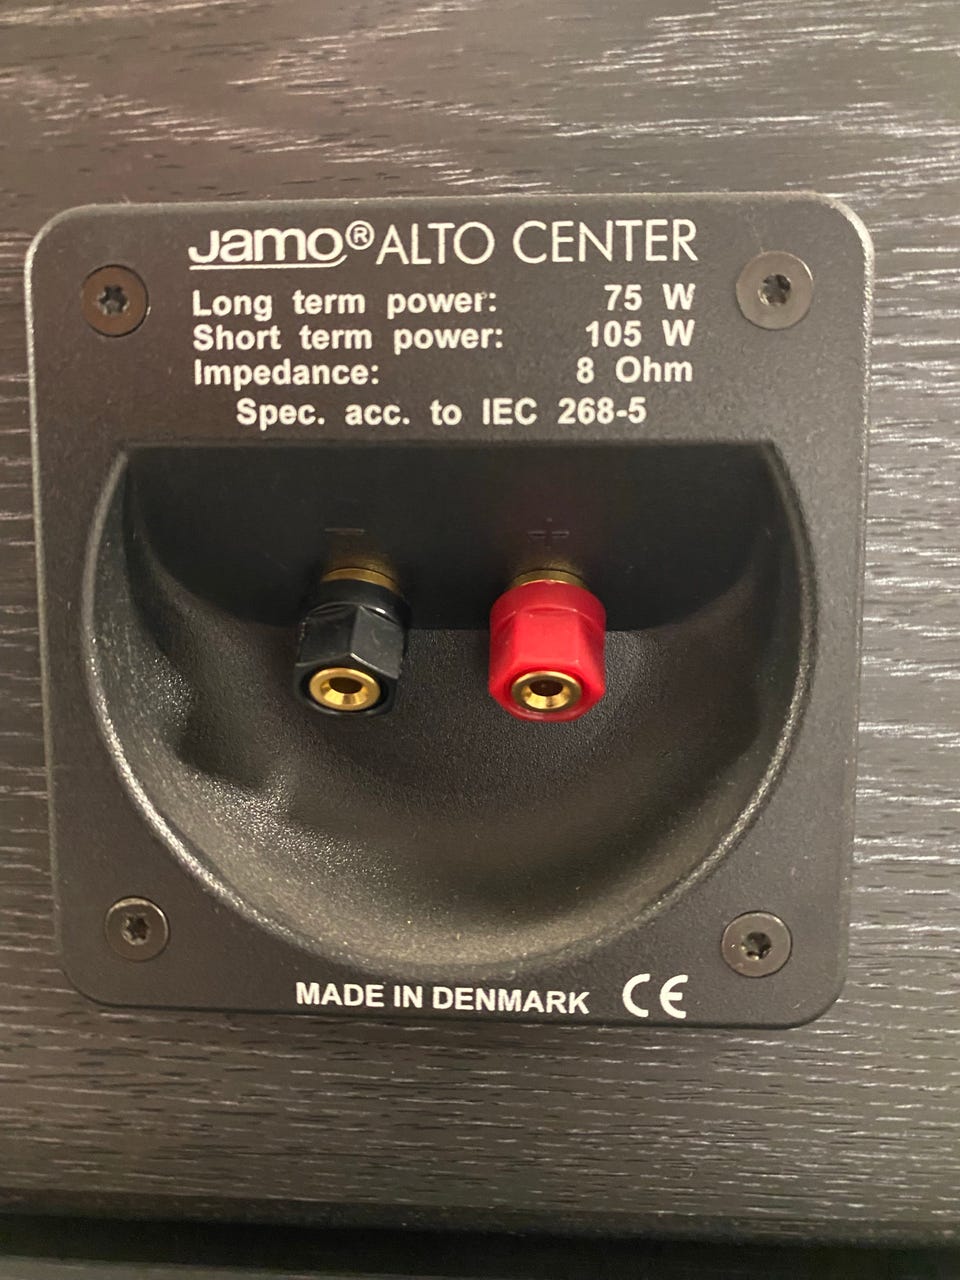 Jamo® ALTO CENTER
Long term power: 75 W
Short term power: 105 W
Impedance: 8 Ohm
Spec. acc. to IEC 268-5
− +
MADE IN DENMARK CE